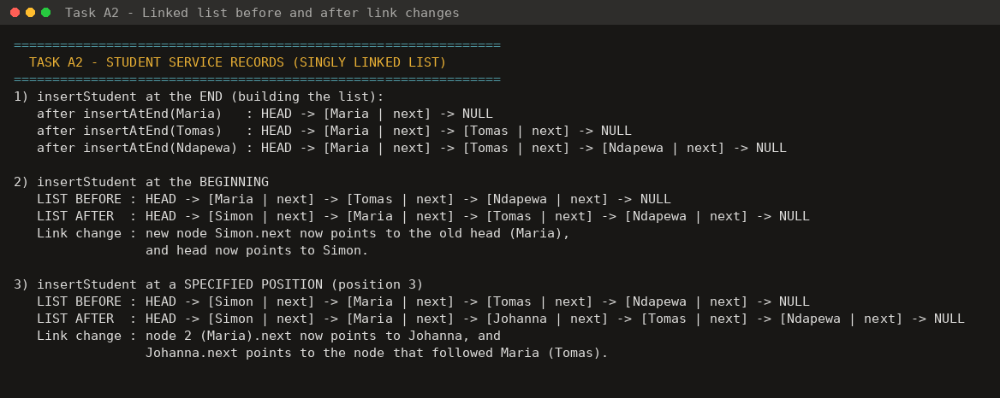 Task A2 - Linked list before and after link changes
===============================================================
  TASK A2 - STUDENT SERVICE RECORDS (SINGLY LINKED LIST)
===============================================================
1) insertStudent at the END (building the list):
   after insertAtEnd(Maria)   : HEAD -> [Maria | next] -> NULL
   after insertAtEnd(Tomas)   : HEAD -> [Maria | next] -> [Tomas | next] -> NULL
   after insertAtEnd(Ndapewa) : HEAD -> [Maria | next] -> [Tomas | next] -> [Ndapewa | next] -> NULL

2) insertStudent at the BEGINNING
   LIST BEFORE : HEAD -> [Maria | next] -> [Tomas | next] -> [Ndapewa | next] -> NULL
   LIST AFTER  : HEAD -> [Simon | next] -> [Maria | next] -> [Tomas | next] -> [Ndapewa | next] -> NULL
   Link change : new node Simon.next now points to the old head (Maria),
                 and head now points to Simon.

3) insertStudent at a SPECIFIED POSITION (position 3)
   LIST BEFORE : HEAD -> [Simon | next] -> [Maria | next] -> [Tomas | next] -> [Ndapewa | next] -> NULL
   LIST AFTER  : HEAD -> [Simon | next] -> [Maria | next] -> [Johanna | next] -> [Tomas | next] -> [Ndapewa | next] -> NULL
   Link change : node 2 (Maria).next now points to Johanna, and
                 Johanna.next points to the node that followed Maria (Tomas).